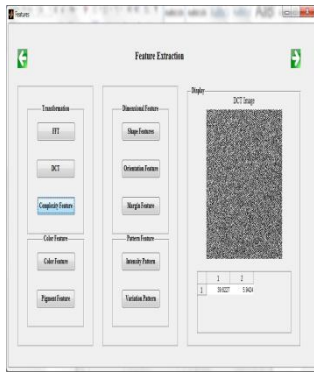 Features
Feature Extraction
Transformation
FFT
DCT
Complexity Feature
Color Feature
Color Feature
Pigment Feature
Dimensional Feature
Shape Features
Orientation Feature
Margin Feature
Pattern Feature
Intensity Pattern
Variation Pattern
Display
DCT Image
1 2
1